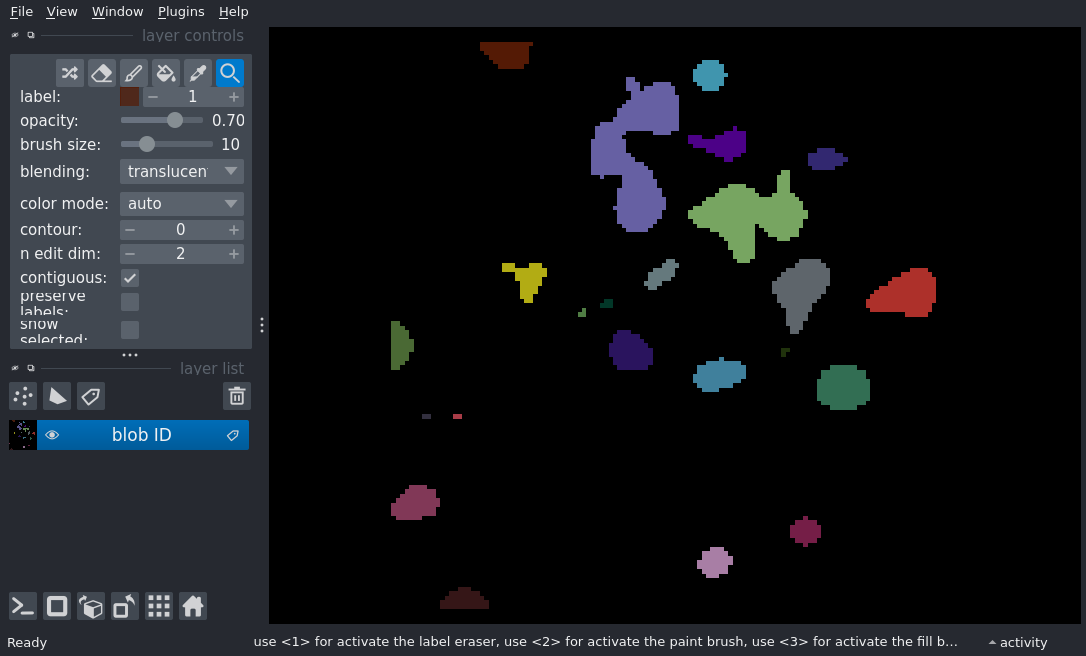 File View Window Plugins Help
layer controls
label: 1
opacity: 0.70
brush size: 10
blending: translucen
color mode: auto
contour: 0
n edit dim: 2
contiguous:
preserve
labels:
show
selected:
layer list
blob ID
Ready use <1> for activate the label eraser, use <2> for activate the paint brush, use <3> for activate the fill b... activity